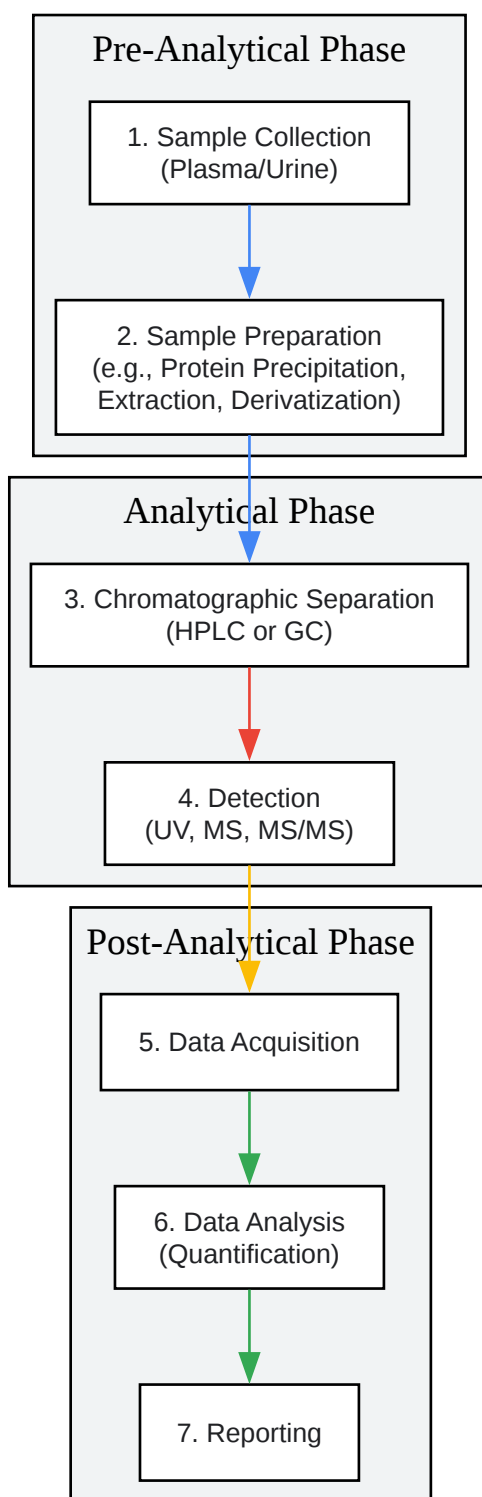 Pre-Analytical Phase
1. Sample Collection
(Plasma/Urine)
2. Sample Preparation
(e.g., Protein Precipitation,
Extraction, Derivatization)
Analytical Phase
3. Chromatographic Separation
(HPLC or GC)
4. Detection
(UV, MS, MS/MS)
Post-Analytical Phase
5. Data Acquisition
6. Data Analysis
(Quantification)
7. Reporting